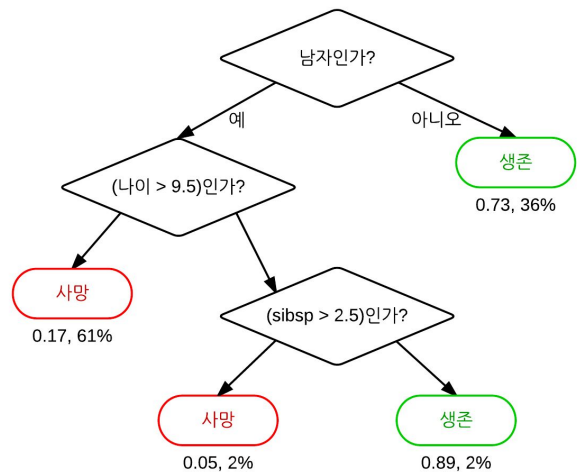 남자인가?
예
아니오
생존
0.73, 36%
(나이 > 9.5)인가?
사망
0.17, 61%
(sibsp > 2.5)인가?
사망
0.05, 2%
생존
0.89, 2%